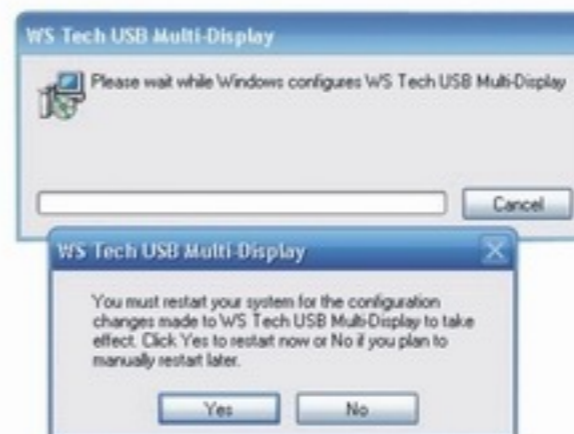 WS Tech USB Multi-Display
Please wait while Windows configures WS Tech USB Multi-Display
Cancel
WS Tech USB Multi-Display
You must restart your system for the configuration
changes made to WS Tech USB Multi-Display to take
effect. Click Yes to restart now or No if you plan to
manually restart later.
Yes
No